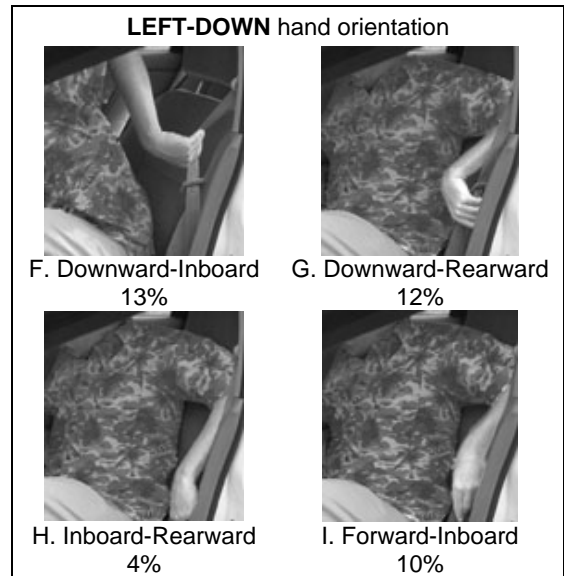 LEFT-DOWN hand orientation
F. Downward-Inboard G. Downward-Rearward
13% 12%
H. Inboard-Rearward I. Forward-Inboard
4% 10%